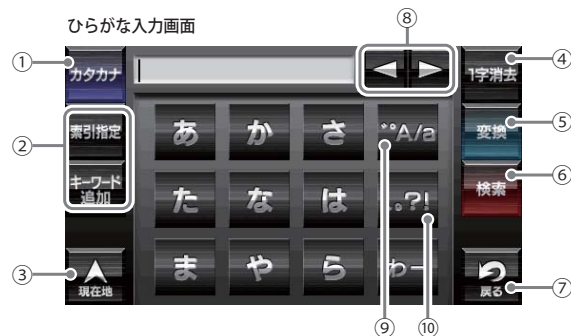 ひらがな入力画面
⑧
① カタカナ ◀ ▶ 1字消去 ④
② 索引指定 あ か さ ゛゜A/a 変換 ⑤
キーワード
追加 た な は 、。?! 検索 ⑥
③ 現在地 ま や ら わー 戻る ⑦
⑨ ⑩